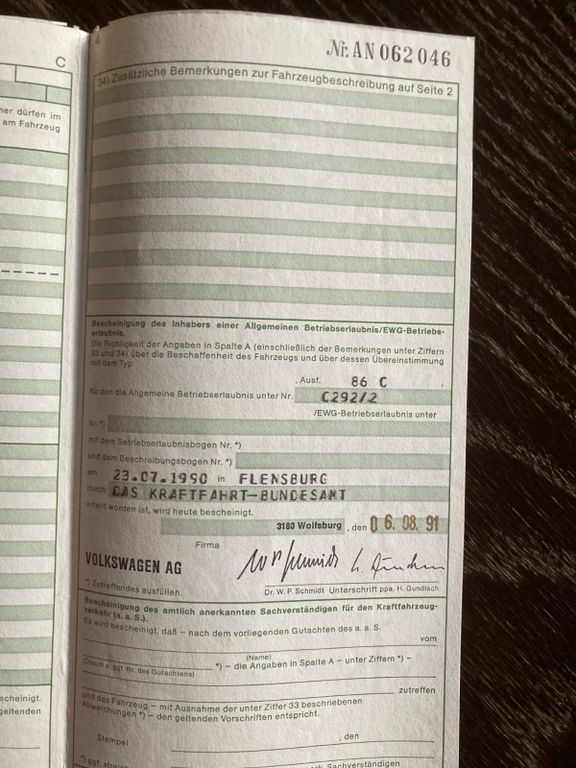 C
ner dürfen im
am Fahrzeug
scheinigt.
geltenden
Nr. AN 062 046
34) Zusätzliche Bemerkungen zur Fahrzeugbeschreibung auf Seite 2
Bescheinigung des Inhabers einer Allgemeinen Betriebserlaubnis/EWG-Betriebs-
erlaubnis.
Die Richtigkeit der Angaben in Spalte A (einschließlich der Bemerkungen unter Ziffern
33 und 34) über die Beschaffenheit des Fahrzeugs und über dessen Übereinstimmung
mit dem Typ
, Ausf. 86 C .
für den die Allgemeine Betriebserlaubnis unter Nr. C292/2
/EWG-Betriebserlaubnis unter
Nr. *)
mit dem Betriebserlaubnisbogen Nr. *)
und dem Beschreibungsbogen Nr. *)
am 23.07.1990 in FLENSBURG
durch DAS KRAFTFAHRT-BUNDESAMT
erteilt worden ist, wird heute bescheinigt.
3180 Wolfsburg , den 06. 08. 91
Firma
VOLKSWAGEN AG
*) Zutreffendes ausfüllen.
Dr. W. P. Schmidt Unterschrift ppa. H. Gundlach
Bescheinigung des amtlich anerkannten Sachverständigen für den Kraftfahrzeug-
verkehr (a. a. S.).
Es wird bescheinigt, daß – nach dem vorliegenden Gutachten des a. a. S.
vom
(Name)
*) – die Angaben in Spalte A – unter Ziffern *) –
(Datum u. ggf. Nr. des Gutachtens)
zutreffen
und das Fahrzeug – mit Ausnahme der unter Ziffer 33 beschriebenen
Abweichungen *) – den geltenden Vorschriften entspricht.
, den
Stempel
*) ggf. streichen
Sachverständigen